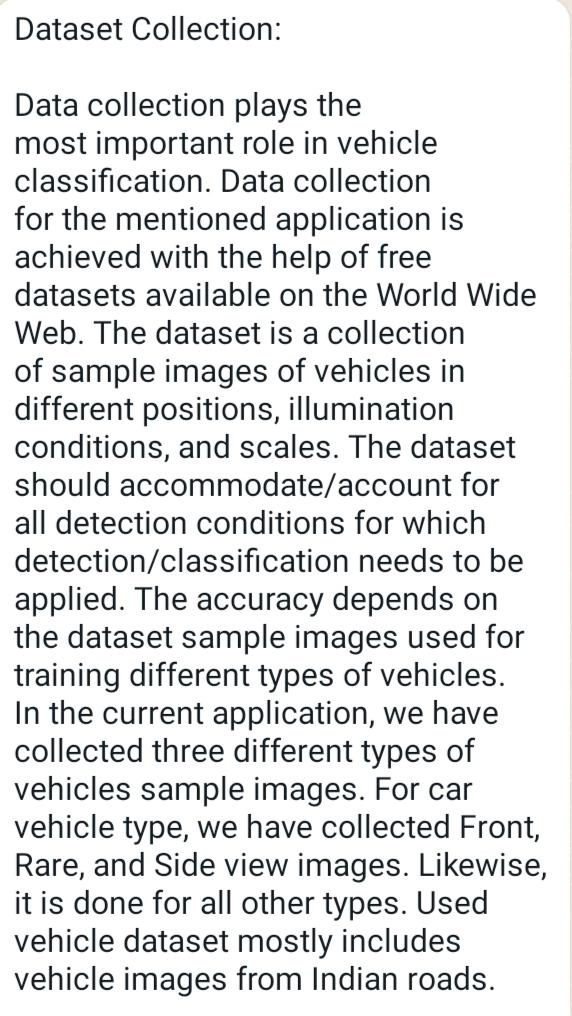 Dataset Collection:
Data collection plays the
most important role in vehicle
classification. Data collection
for the mentioned application is
achieved with the help of free
datasets available on the World Wide
Web. The dataset is a collection
of sample images of vehicles in
different positions, illumination
conditions, and scales. The dataset
should accommodate/account for
all detection conditions for which
detection/classification needs to be
applied. The accuracy depends on
the dataset sample images used for
training different types of vehicles.
In the current application, we have
collected three different types of
vehicles sample images. For car
vehicle type, we have collected Front,
Rare, and Side view images. Likewise,
it is done for all other types. Used
vehicle dataset mostly includes
vehicle images from Indian roads.